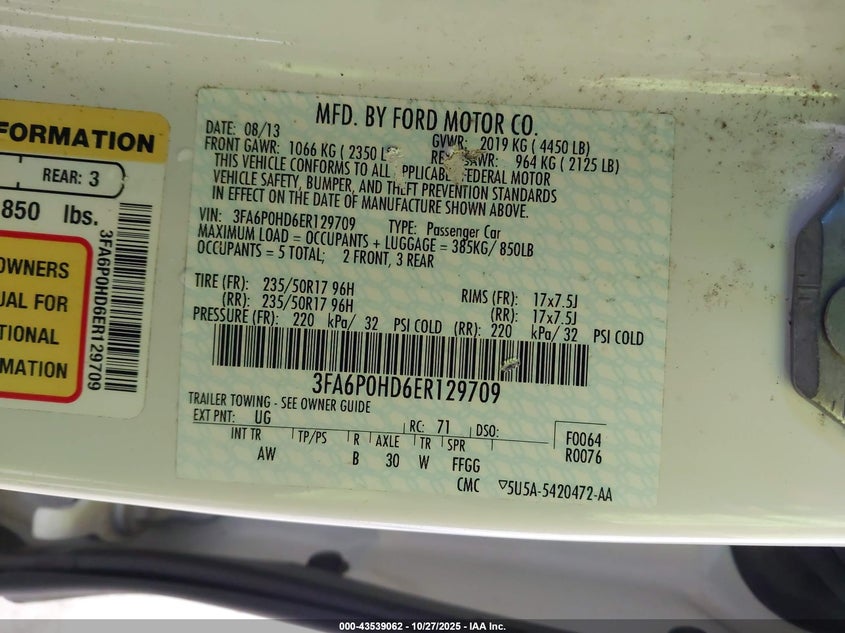 FORMATION
REAR: 3
850 lbs.
OWNERS
UAL FOR
TIONAL
RMATION
3FA6P0HD6ER129709
MFD. BY FORD MOTOR CO.
DATE: 08/13 GVWR: 2019 KG ( 4450 LB)
FRONT GAWR: 1066 KG ( 2350 L GAWR: 964 KG ( 2125 LB)
THIS VEHICLE CONFORMS TO ALL APPLICABLE FEDERAL MOTOR
VEHICLE SAFETY, BUMPER, AND THEFT PREVENTION STANDARDS
IN EFFECT ON THE DATE OF MANUFACTURE SHOWN ABOVE.
VIN: 3FA6P0HD6ER129709 TYPE: Passenger Car
MAXIMUM LOAD = OCCUPANTS + LUGGAGE = 385KG/ 850LB
OCCUPANTS = 5 TOTAL; 2 FRONT, 3 REAR
TIRE (FR): 235/50R17 96H RIMS (FR): 17x7.5J
(RR): 235/50R17 96H (RR): 17x7.5J
PRESSURE (FR): 220 kPa/ 32 PSI COLD (RR): 220 kPa/ 32 PSI COLD
3FA6P0HD6ER129709
TRAILER TOWING - SEE OWNER GUIDE
EXT PNT: UG RC: 71 DSO: F0064
INT TR TP/PS R AXLE TR SPR R0076
AW B 30 W FFGG
CMC ▽5U5A-5420472-AA
000-43539062 - 10/27/2025 - IAA Inc.